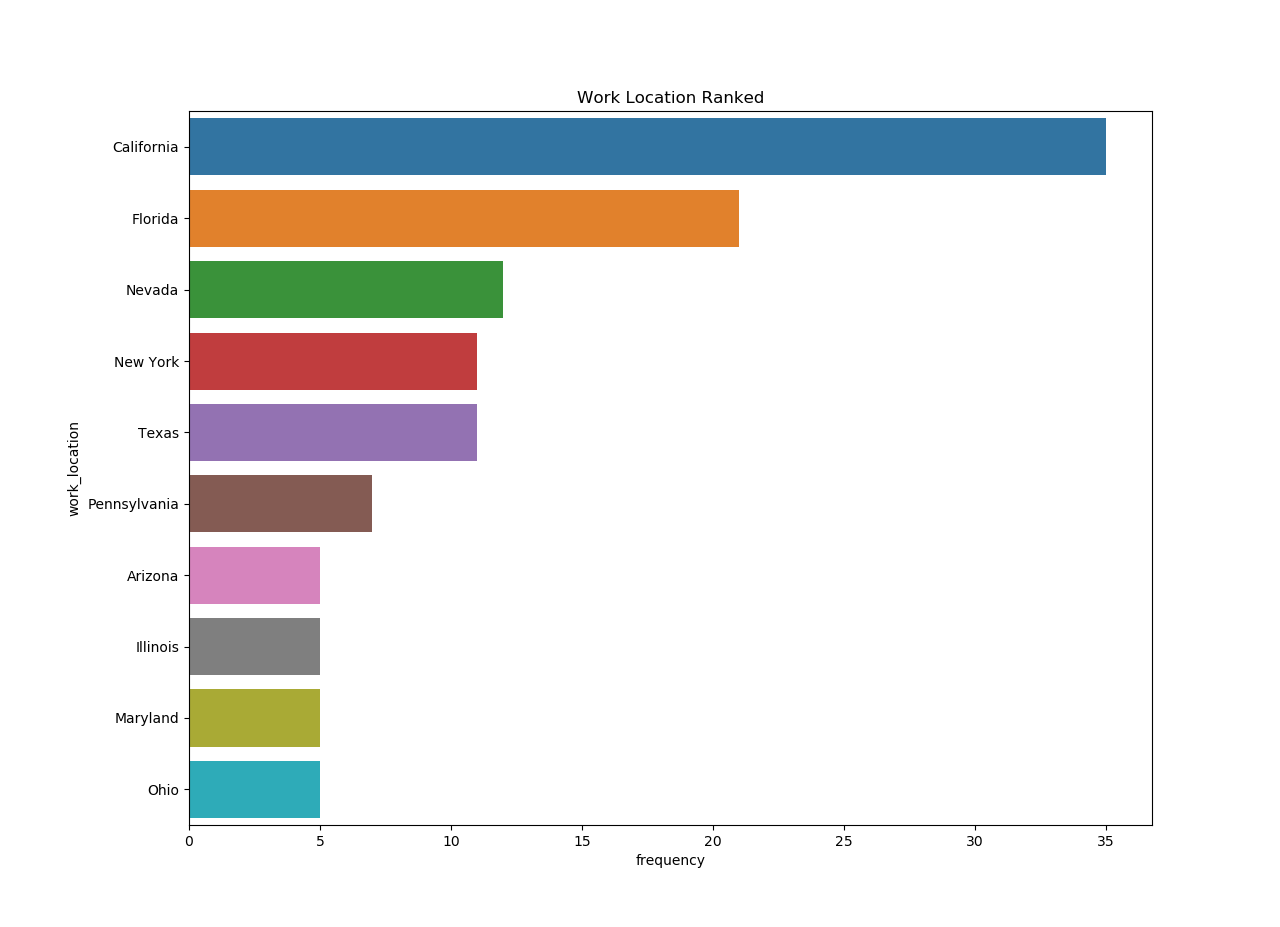 Work Location Ranked
work_location
California
Florida
Nevada
New York
Texas
Pennsylvania
Arizona
Illinois
Maryland
Ohio
0 5 10 15 20 25 30 35
frequency